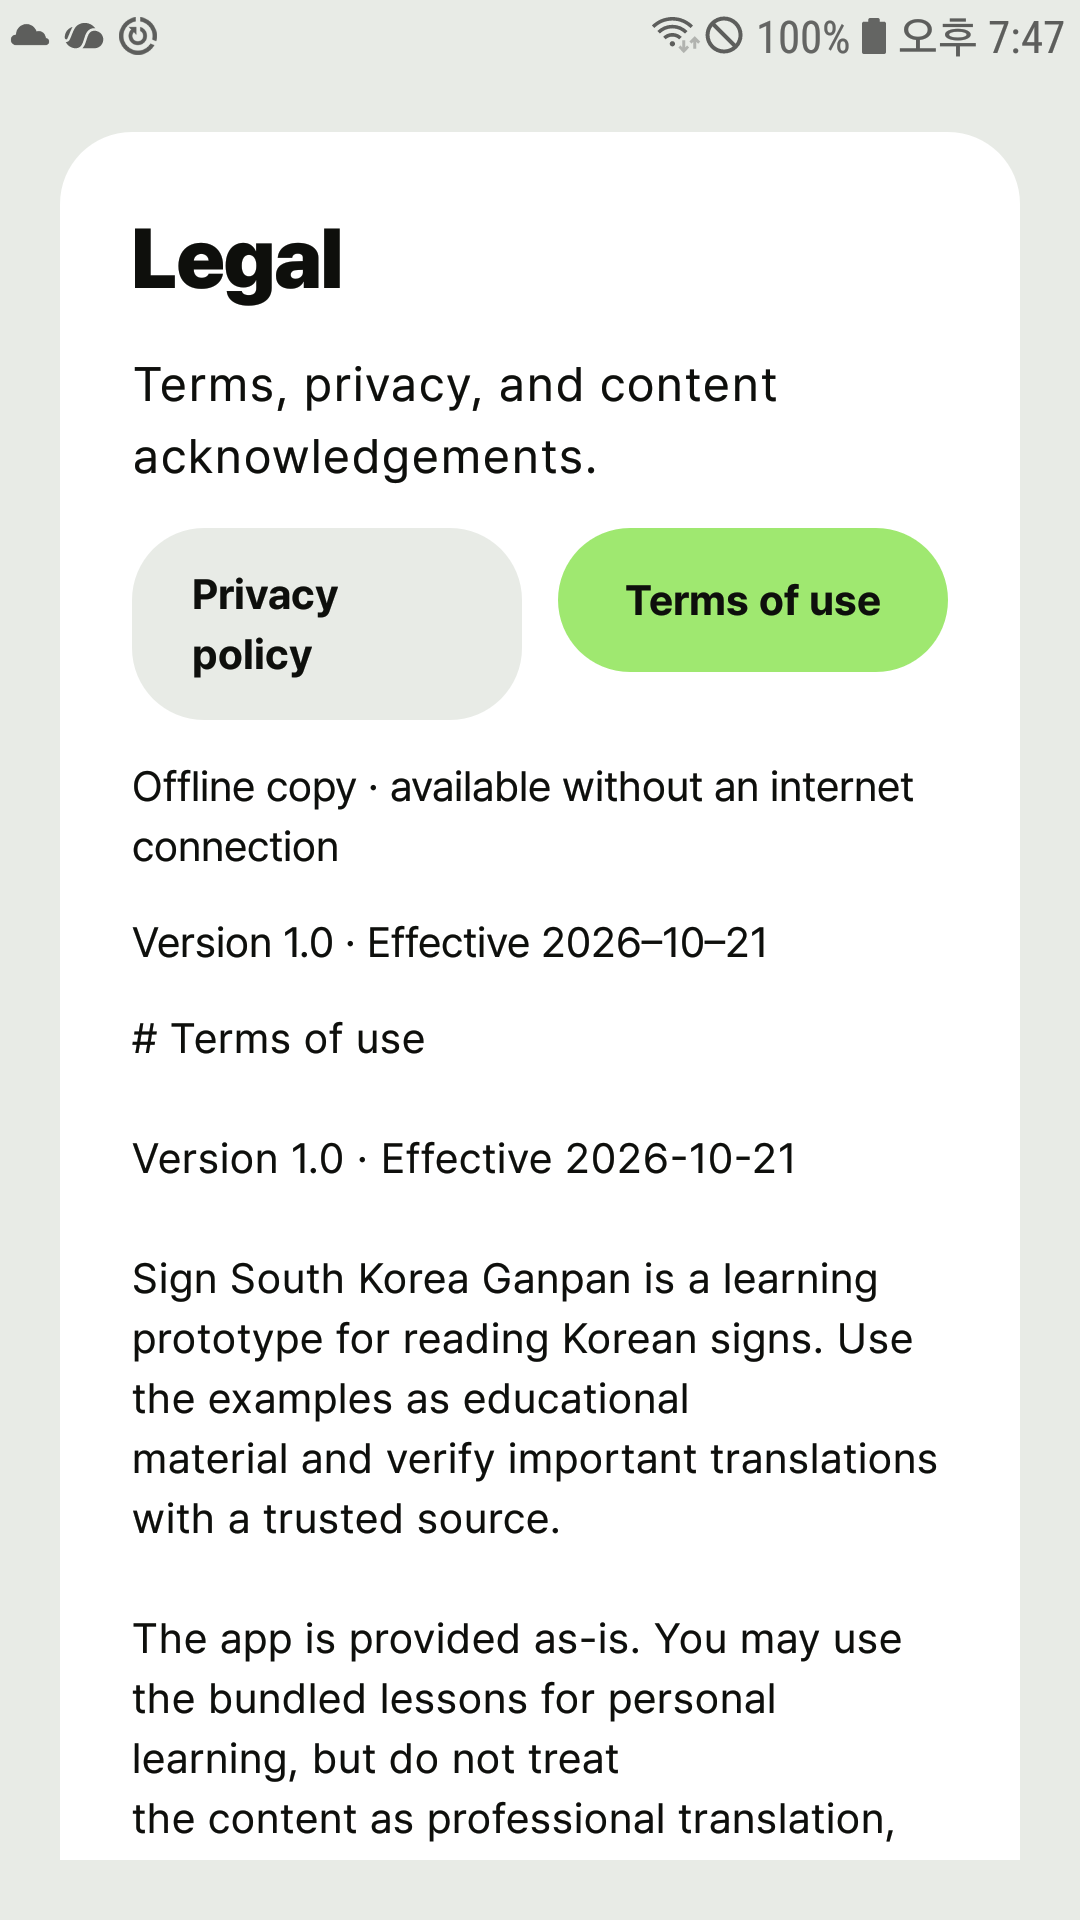 100% 오후 7:47
Legal
Terms, privacy, and content
acknowledgements.
Privacy
policy
Terms of use
Offline copy · available without an internet
connection
Version 1.0 · Effective 2026–10–21
# Terms of use
Version 1.0 · Effective 2026-10-21
Sign South Korea Ganpan is a learning
prototype for reading Korean signs. Use
the examples as educational
material and verify important translations
with a trusted source.
The app is provided as-is. You may use
the bundled lessons for personal
learning, but do not treat
the content as professional translation,